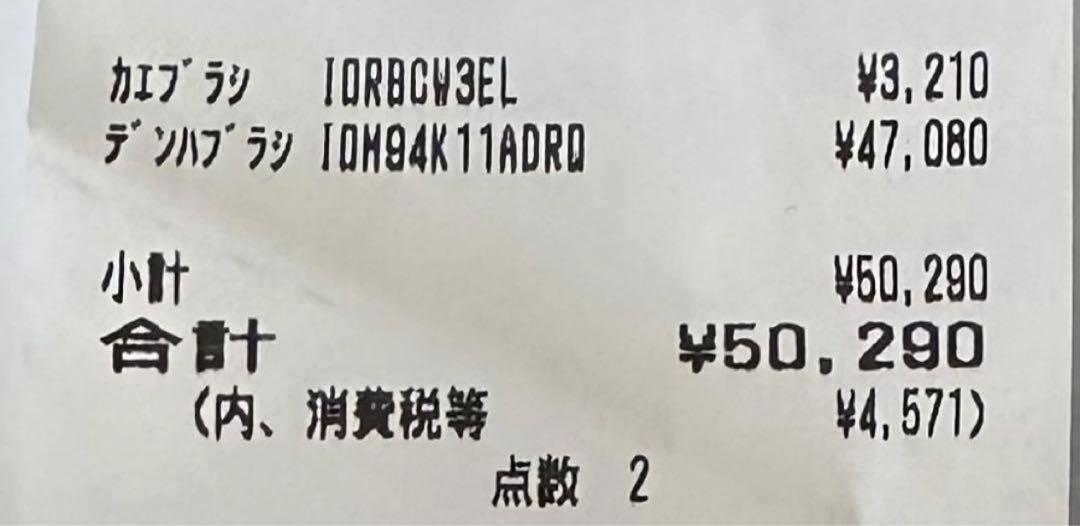 カエブラシ IORBCW3EL ¥3,210
デンハブラシ IOM94K11ADRD ¥47,080
小計 ¥50,290
合計 ¥50,290
(内、消費税等 ¥4,571)
点数 2